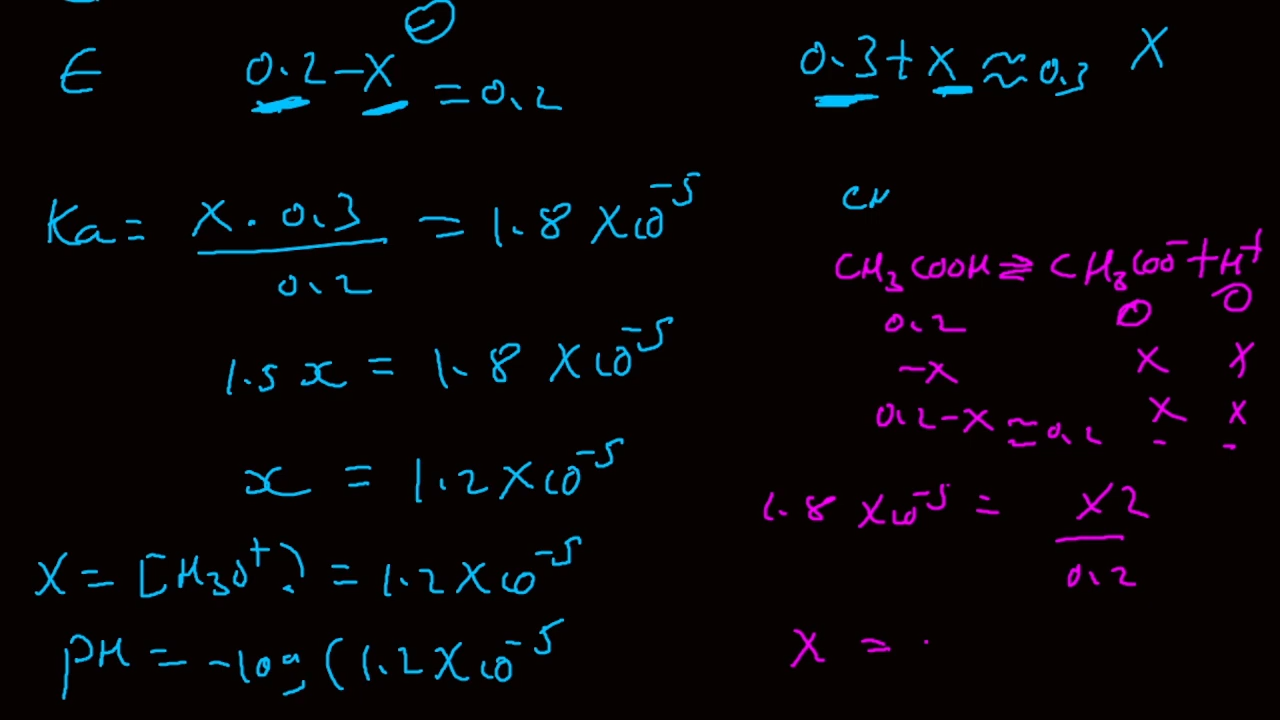 E 0.2 - x = 0.2 0.3 + x ≈ 0.3 X
Ka = x . 0.3 / 0.2 = 1.8 X 10^-5
1.5 x = 1.8 X 10^-5
x = 1.2 X 10^-5
X = [H3O+] = 1.2 X 10^-5
PH = -log (1.2 X 10^-5
CH
CH3COOH ⇌ CH3COO^- + H^+
0.2 0 0
-x x x
0.2 - x ≈ 0.2 x x
1.8 X 10^-5 = x2 / 0.2
X = .